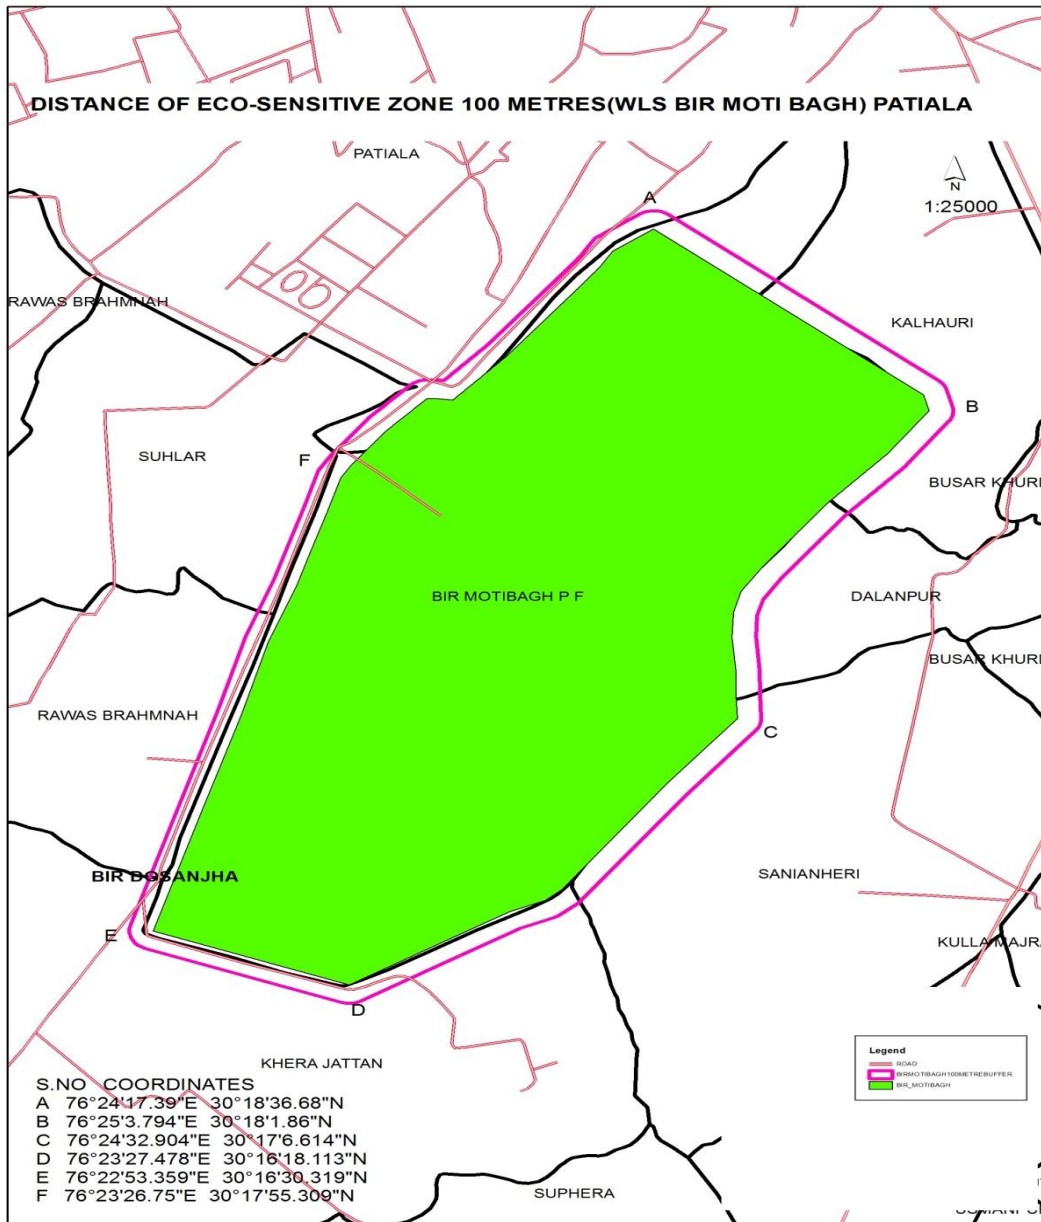 DISTANCE OF ECO-SENSITIVE ZONE 100 METRES(WLS BIR MOTI BAGH) PATIALA
PATIALA
A
N
1:25000
RAWAS BRAHMNAH
KALHAURI
B
SUHLAR
F
BUSAR KHURD
BIR MOTIBAGH P F
DALANPUR
BUSAR KHURD
RAWAS BRAHMNAH
C
BIR DOSANJHA
SANIANHERI
E
KULLA MAJRA
D
KHERA JATTAN
Legend
ROAD
BIRMOTIBAGH100METREBUFFER
BIR_MOTIBAGH
S.NO COORDINATES
A 76°24'17.39"E 30°18'36.68"N
B 76°25'3.794"E 30°18'1.86"N
C 76°24'32.904"E 30°17'6.614"N
D 76°23'27.478"E 30°16'18.113"N
E 76°22'53.359"E 30°16'30.319"N
F 76°23'26.75"E 30°17'55.309"N
SUPHERA